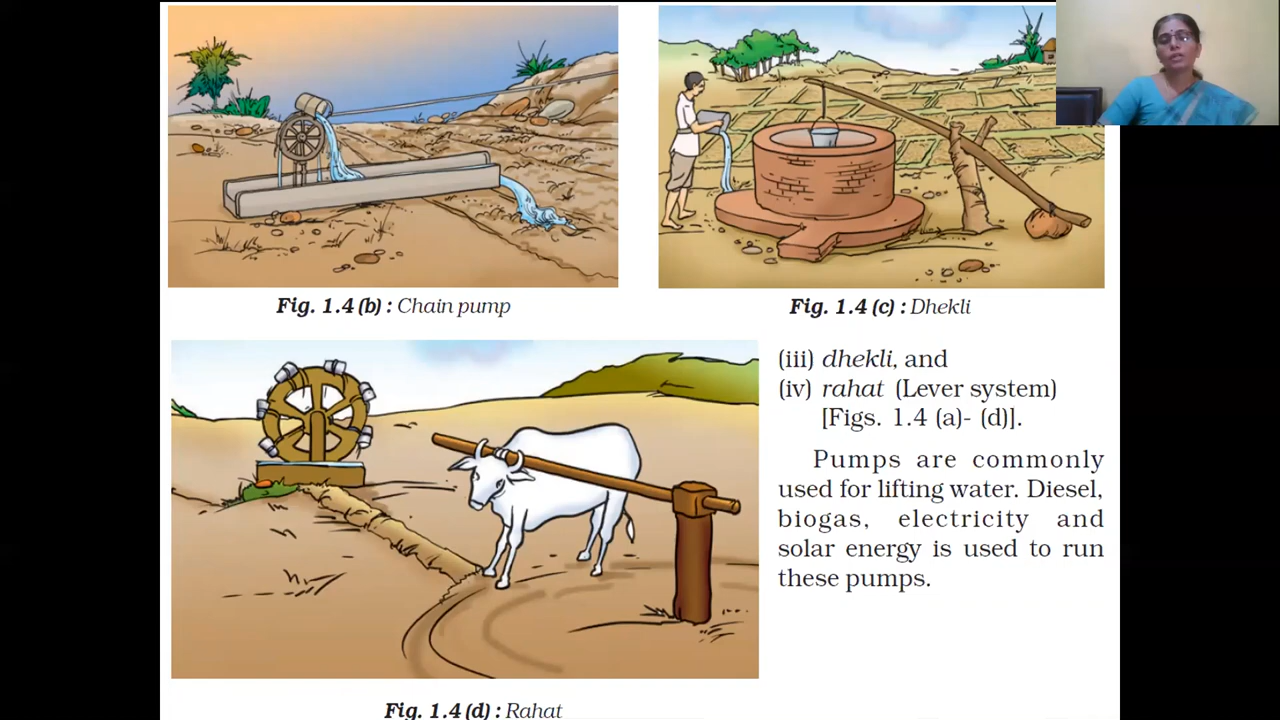 Fig. 1.4 (b) : Chain pump
Fig. 1.4 (c) : Dhekli
(iii) dhekli, and
(iv) rahat (Lever system)
[Figs. 1.4 (a)- (d)].
Pumps are commonly
used for lifting water. Diesel,
biogas, electricity and
solar energy is used to run
these pumps.
Fig. 1.4 (d) : Rahat